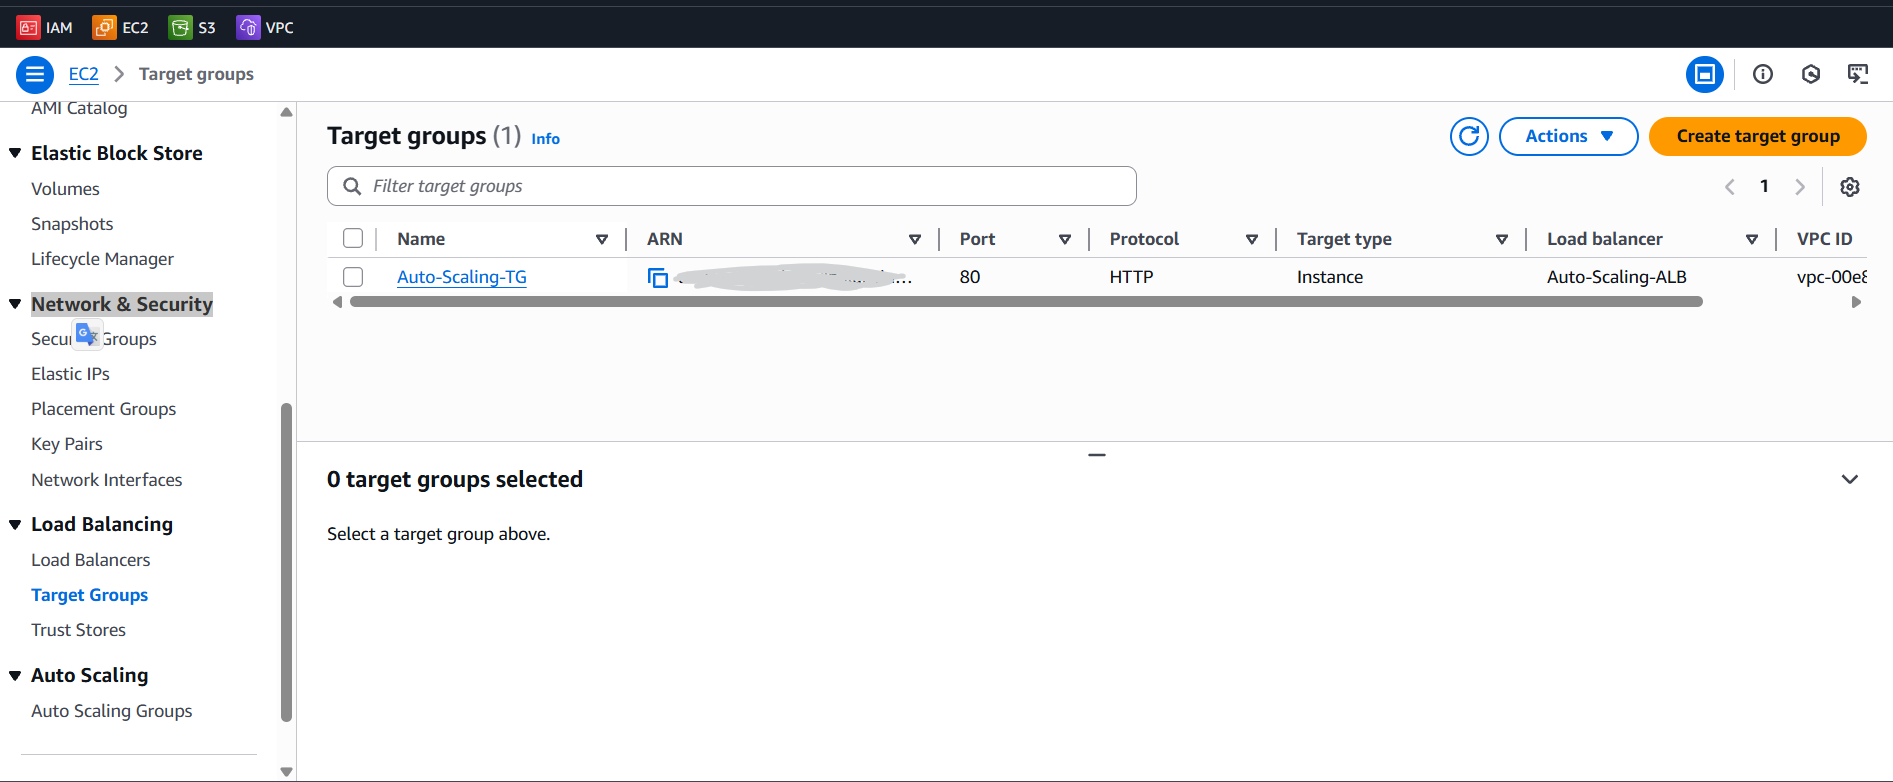 IAM EC2 S3 VPC
EC2 Target groups
AMI Catalog
Elastic Block Store
Volumes
Snapshots
Lifecycle Manager
Network & Security
Groups
Elastic IPs
Placement Groups
Key Pairs
Network Interfaces
Load Balancing
Load Balancers
Target Groups
Trust Stores
Auto Scaling
Auto Scaling Groups
Target groups (1) Info
Actions
Create target group
Filter target groups
1
Name ARN Port Protocol Target type Load balancer VPC ID
Auto-Scaling-TG ... 80 HTTP Instance Auto-Scaling-ALB vpc-00e8
0 target groups selected
Select a target group above.